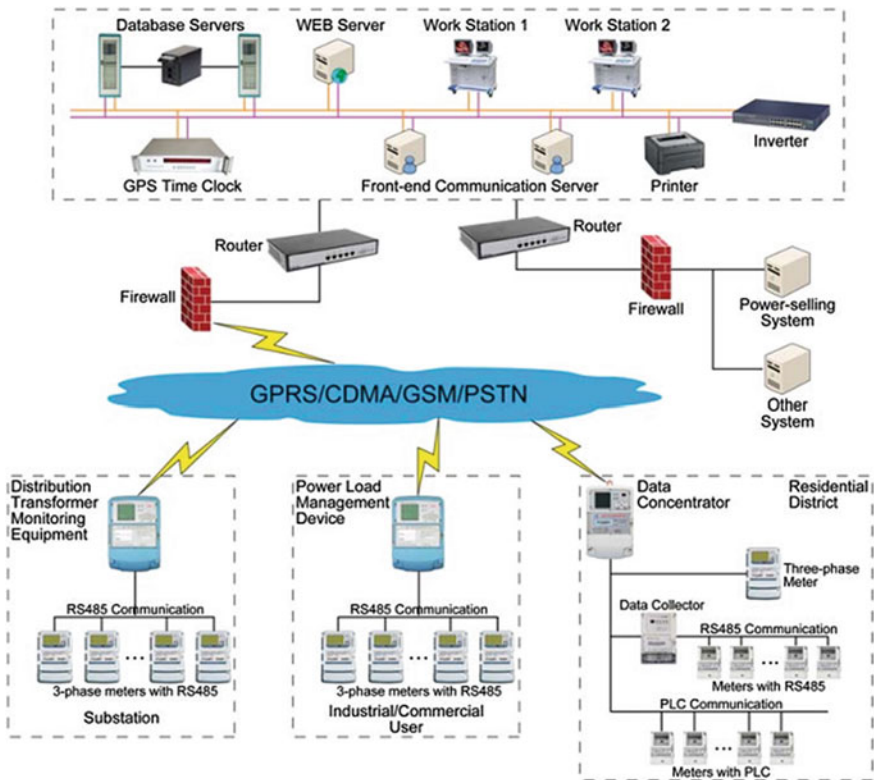 Database Servers
WEB Server
Work Station 1
Work Station 2
Inverter
GPS Time Clock
Front-end Communication Server
Printer
Router
Router
Firewall
Firewall
Power-selling
System
GPRS/CDMA/GSM/PSTN
Other
System
Distribution
Transformer
Monitoring
Equipment
Power Load
Management
Device
Data
Concentrator
Residential
District
Three-phase
Meter
RS485 Communication
RS485 Communication
Data Collector
RS485 Communication
3-phase meters with RS485
Substation
3-phase meters with RS485
Industrial/Commercial
User
Meters with RS485
PLC Communication
Meters with PLC